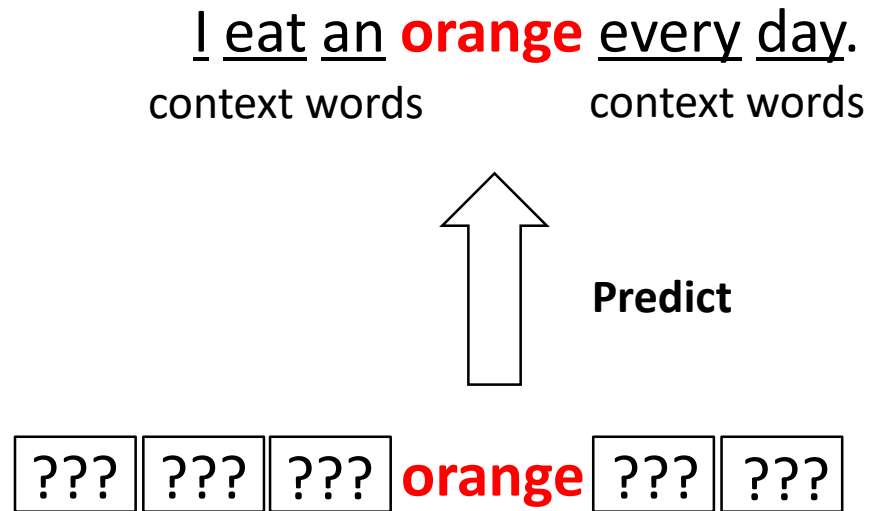 I eat an orange every day.
context words context words
Predict
??? ??? ??? orange ??? ???